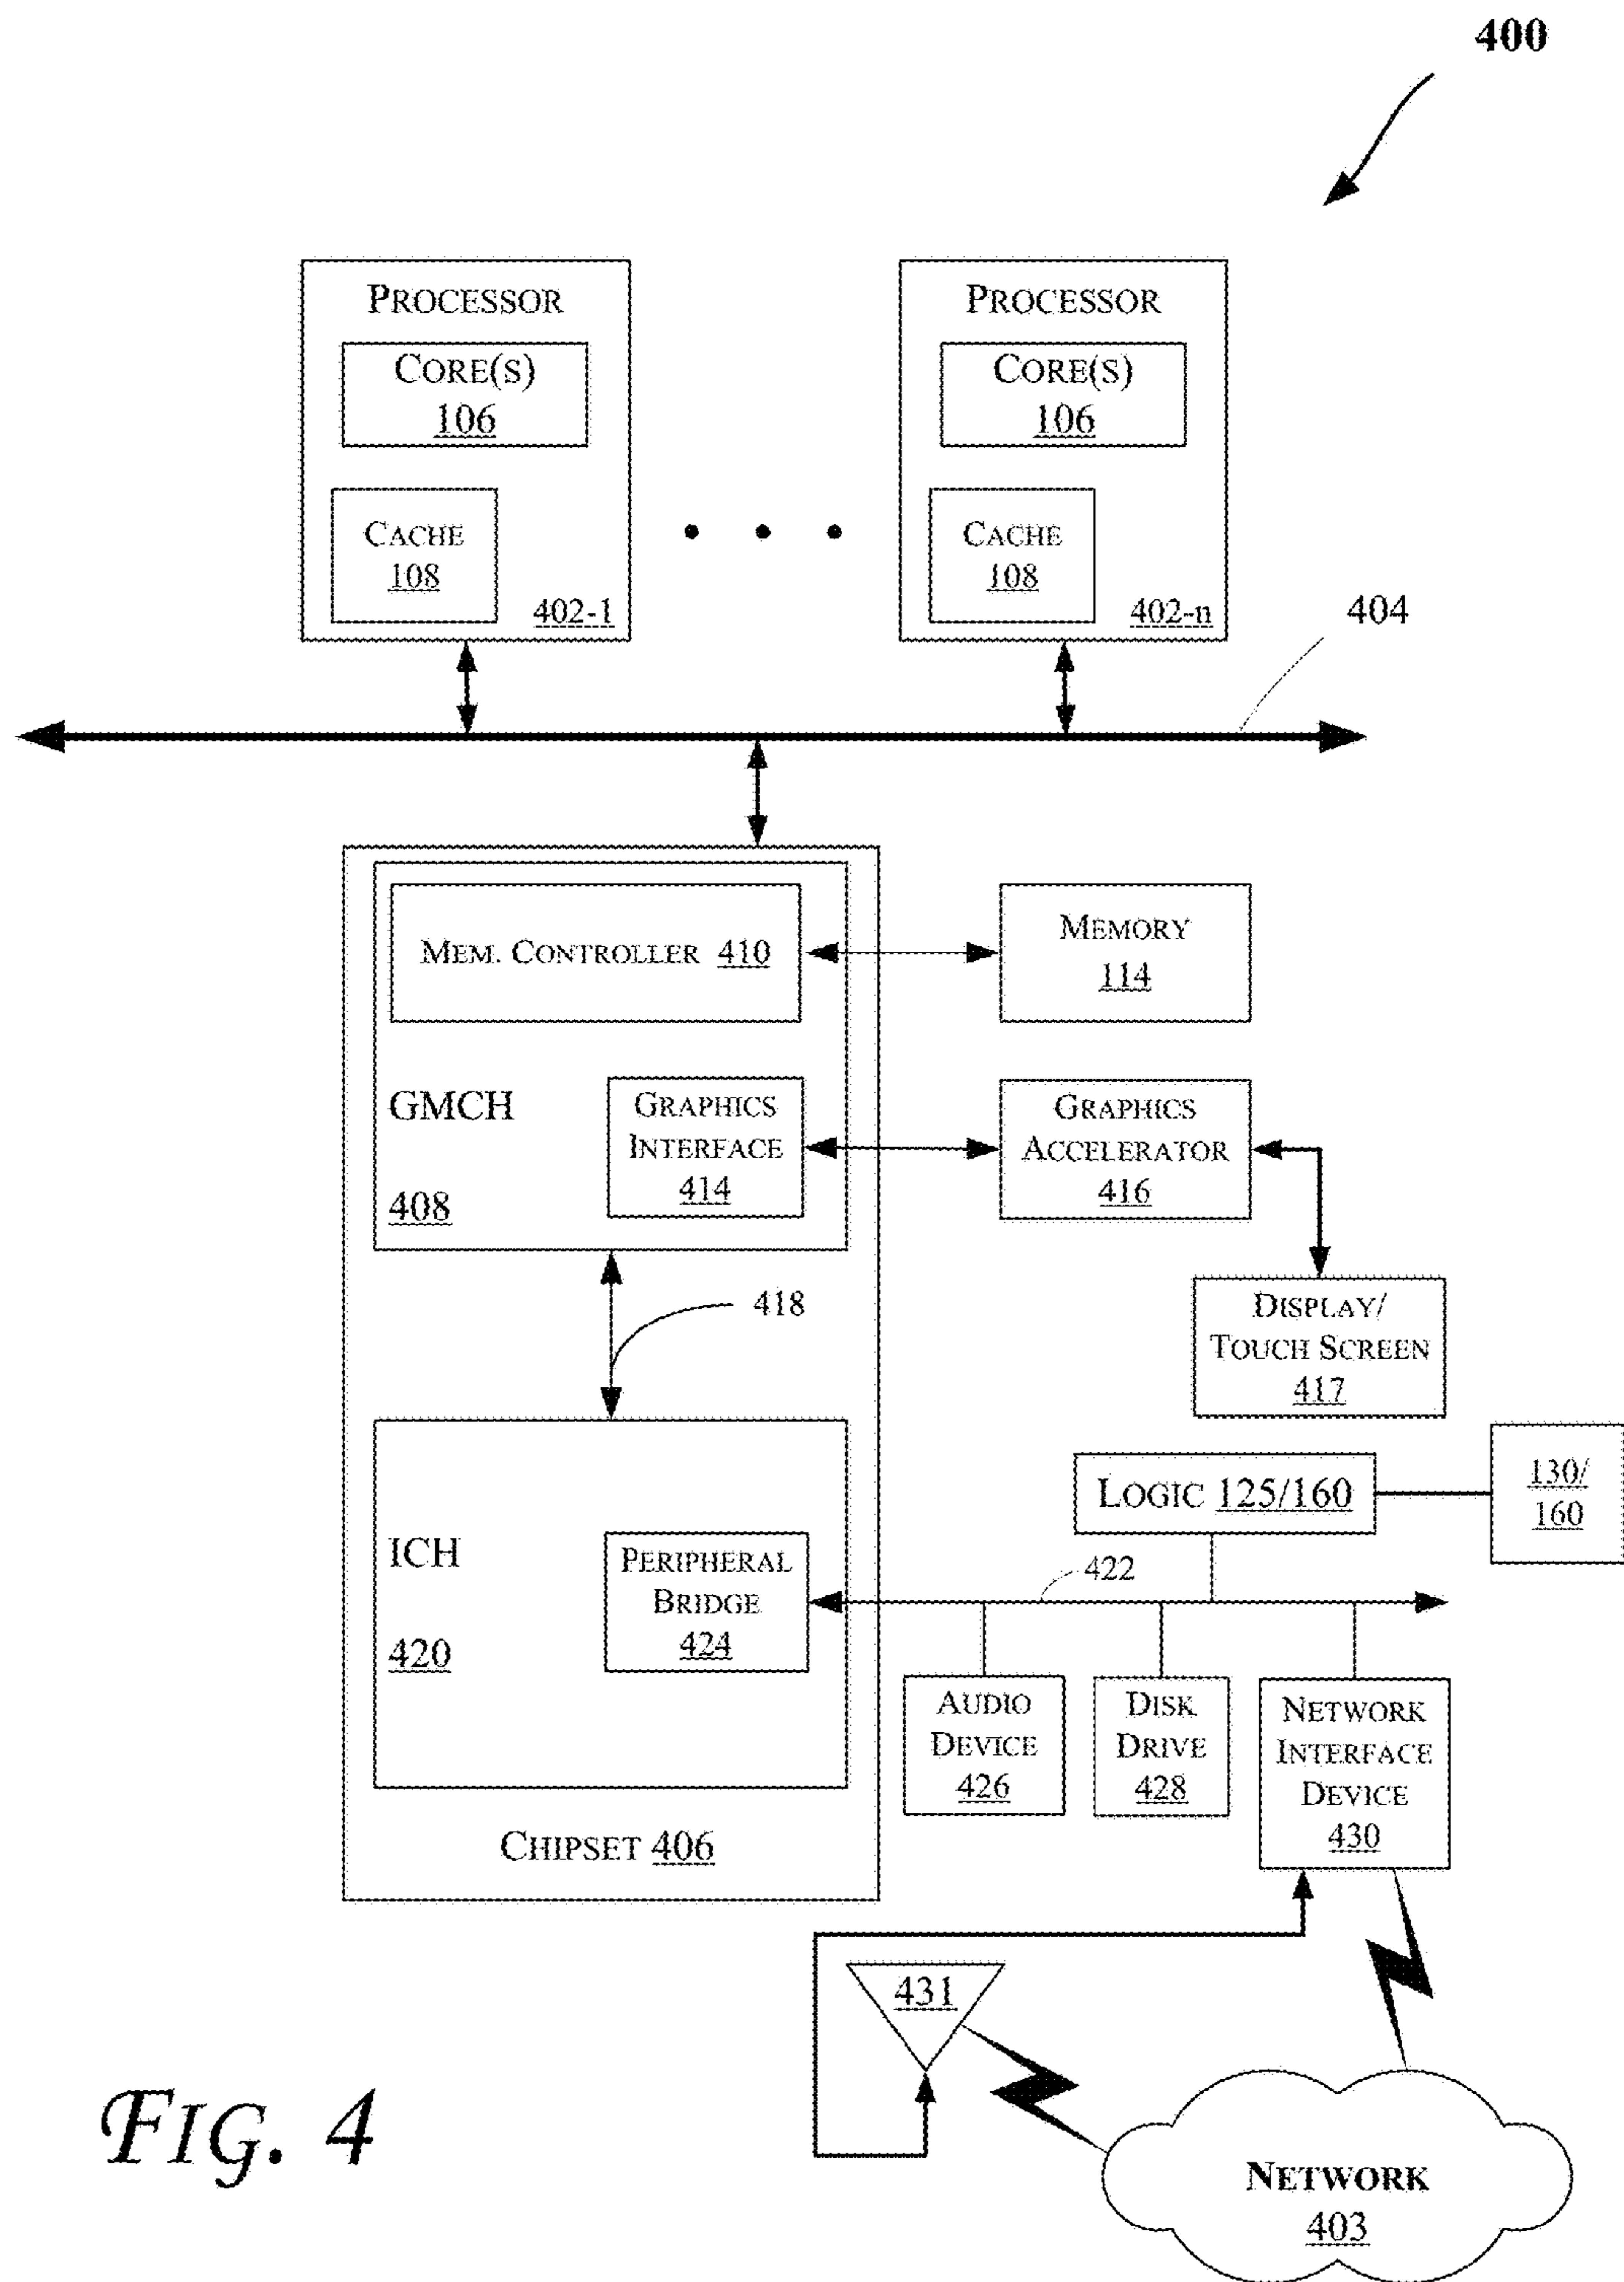 400
PROCESSOR
CORE(S)
106
CACHE
108
402-1
PROCESSOR
CORE(S)
106
CACHE
108
402-n
404
MEM. CONTROLLER 410
MEMORY
114
GMCH
408
GRAPHICS
INTERFACE
414
GRAPHICS
ACCELERATOR
416
418
DISPLAY/
TOUCH SCREEN
417
LOGIC 125/160
130/
160
ICH
420
PERIPHERAL
BRIDGE
424
422
AUDIO
DEVICE
426
DISK
DRIVE
428
NETWORK
INTERFACE
DEVICE
430
CHIPSET 406
431
NETWORK
403
FIG. 4